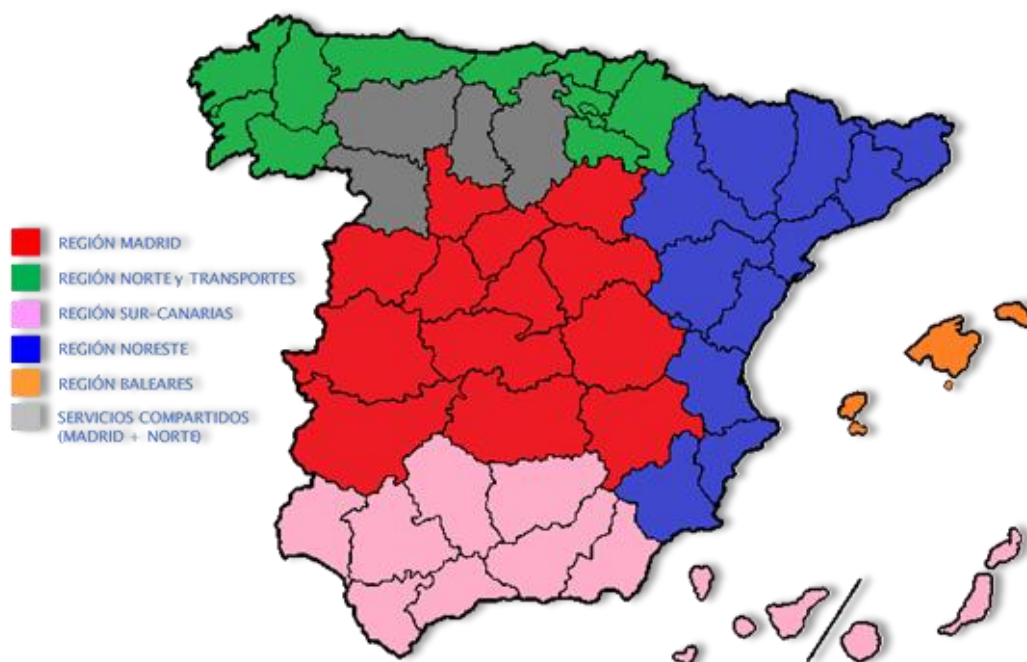 REGIÓN MADRID
REGIÓN NORTE y TRANSPORTES
REGIÓN SUR-CANARIAS
REGIÓN NORESTE
REGIÓN BALEARES
SERVICIOS COMPARTIDOS
(MADRID + NORTE)